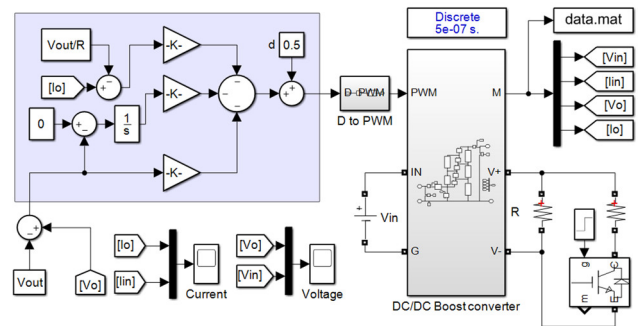 Discrete
5e-07 s.
data.mat
Vout/R
-K-
d
0.5
[Io]
-K-
0
1
s
-K-
D PWM
D to PWM
PWM
M
[Vin]
[Iin]
[Vo]
[Io]
IN
V+
Vin
R
G
V-
g
C
m
E
DC/DC Boost converter
Vout
[Vo]
[Io]
[Iin]
Current
[Vo]
[Vin]
Voltage